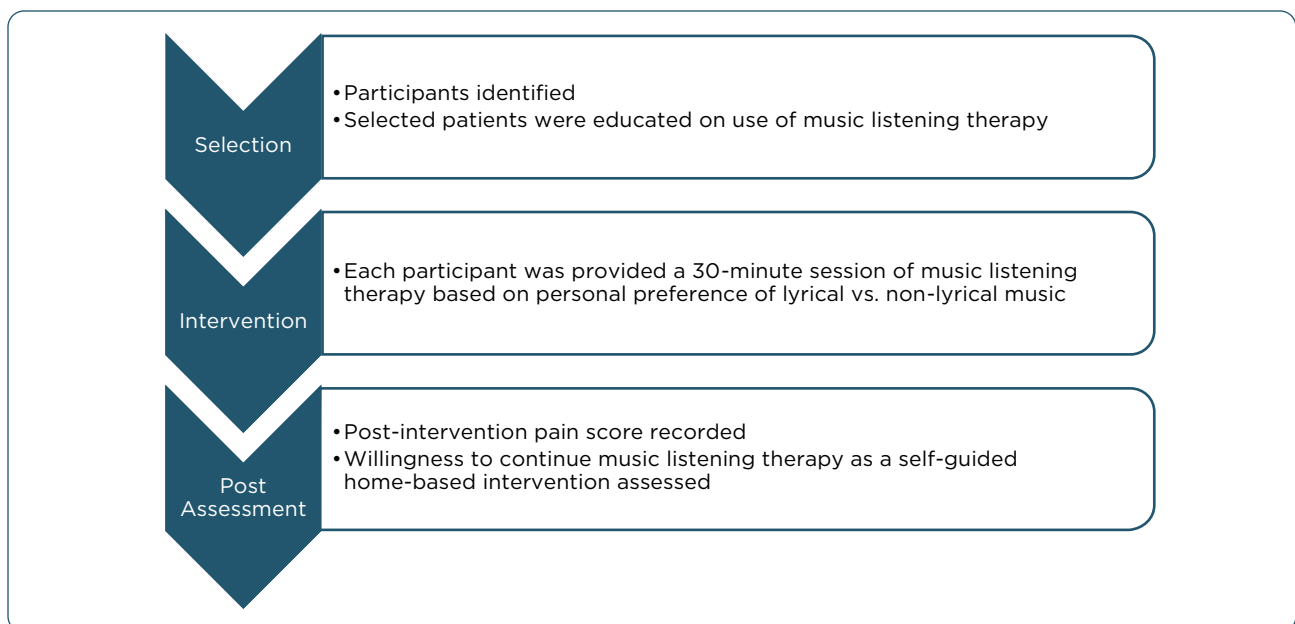 Selection
•Participants identified
•Selected patients were educated on use of music listening therapy
Intervention
•Each participant was provided a 30-minute session of music listening
therapy based on personal preference of lyrical vs. non-lyrical music
Post
Assessment
•Post-intervention pain score recorded
•Willingness to continue music listening therapy as a self-guided
home-based intervention assessed